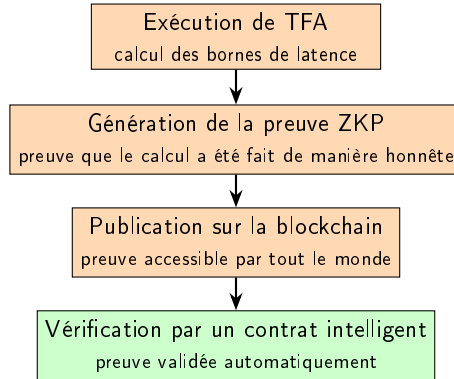 Exécution de TFA
calcul des bornes de latence
Génération de la preuve ZKP
preuve que le calcul a été fait de manière honnête
Publication sur la blockchain
preuve accessible par tout le monde
Vérification par un contrat intelligent
preuve validée automatiquement